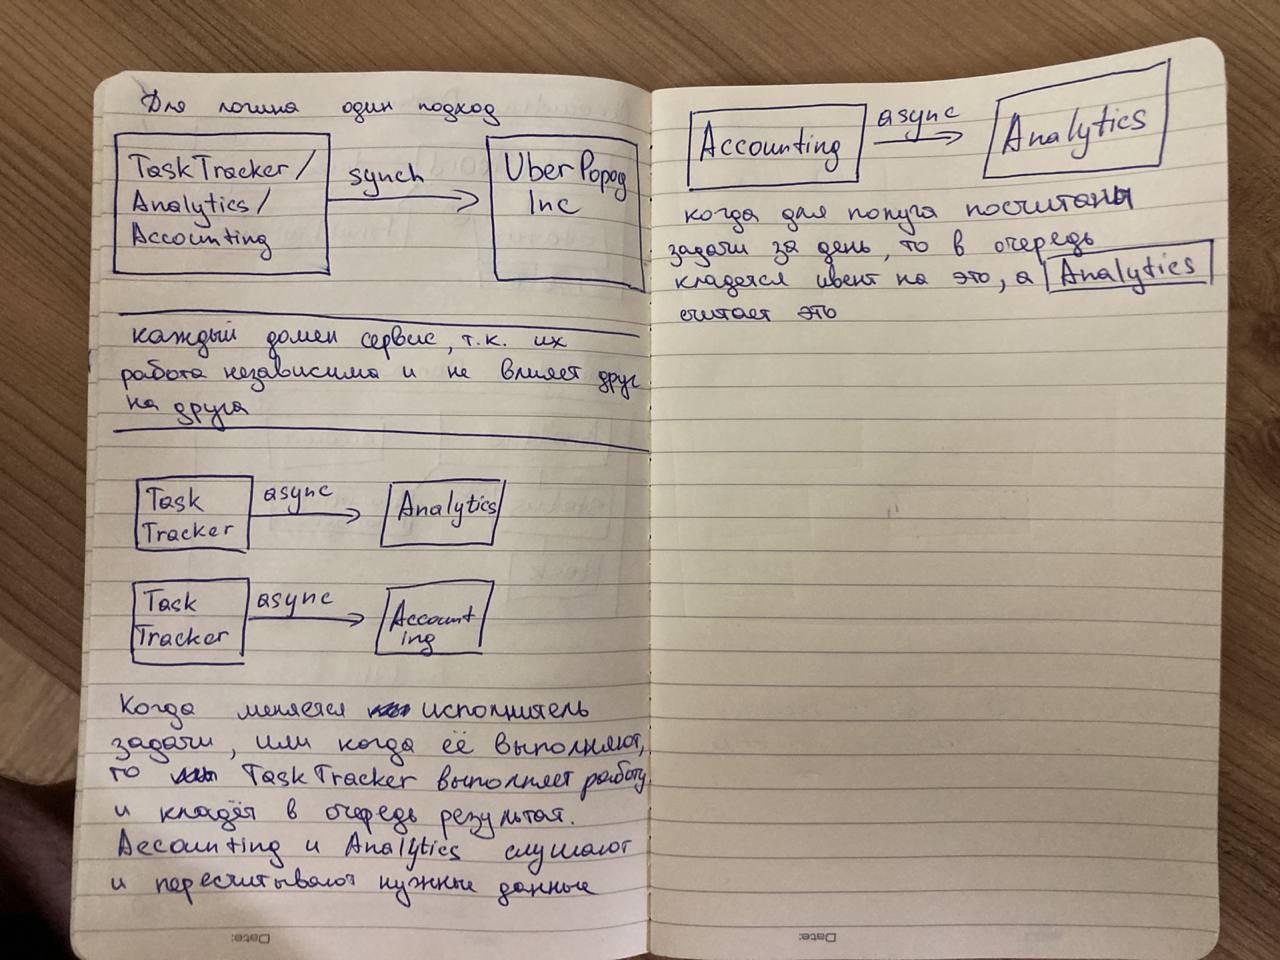 Для логина один подход
TaskTracker/
Analytics/
Accounting
synch
UberPopog
Inc
каждый домен сервис, т.к. их
работа независима и не влияет друг
на друга
Task
Tracker
async
Analytics
Task
Tracker
async
Account
ing
Когда меняется исполнитель
задачи, или когда её выполняют,
то TaskTracker выполняет работу
и кладёт в очередь результат.
Accounting и Analytics слушают
и пересчитывают нужные данные
Date:
Accounting
async
Analytics
когда для попуга посчитаны
задачи за день, то в очередь
кладется ивент на это, а Analytics
считает это
Date: